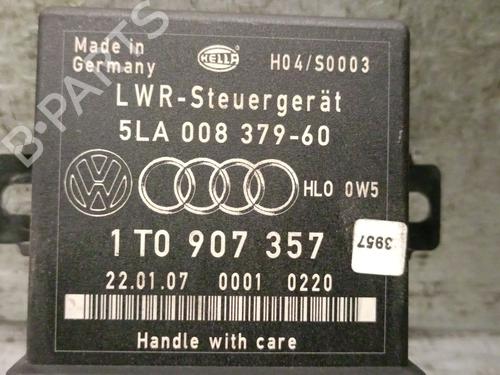 Made in
Germany
HELLA
H04/S0003
LWR-Steuergerät
5LA 008 379-60
HL0 0W5
1T0 907 357
3957
22.01.07 0001 0220
Handle with care
B-PARTS